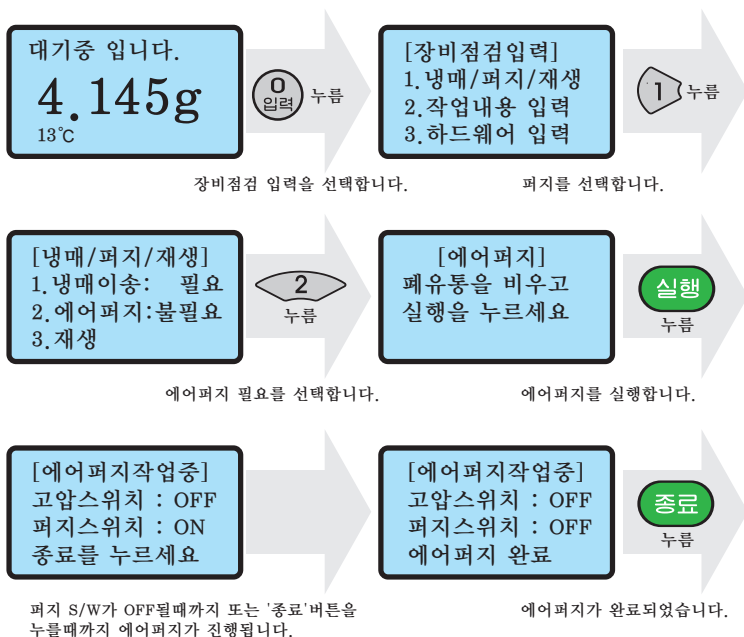 대기중 입니다.
4.145g
13℃
0
입력
누름
장비점검 입력을 선택합니다.
[장비점검입력]
1.냉매/퍼지/재생
2.작업내용 입력
3.하드웨어 입력
1
누름
퍼지를 선택합니다.
[냉매/퍼지/재생]
1.냉매이송: 필요
2.에어퍼지:불필요
3.재생
2
누름
에어퍼지 필요를 선택합니다.
[에어퍼지]
폐유통을 비우고
실행을 누르세요
실행
누름
에어퍼지를 실행합니다.
[에어퍼지작업중]
고압스위치 : OFF
퍼지스위치 : ON
종료를 누르세요
퍼지 S/W가 OFF될때까지 또는 '종료'버튼을
누를때까지 에어퍼지가 진행됩니다.
[에어퍼지작업중]
고압스위치 : OFF
퍼지스위치 : OFF
에어퍼지 완료
종료
누름
에어퍼지가 완료되었습니다.